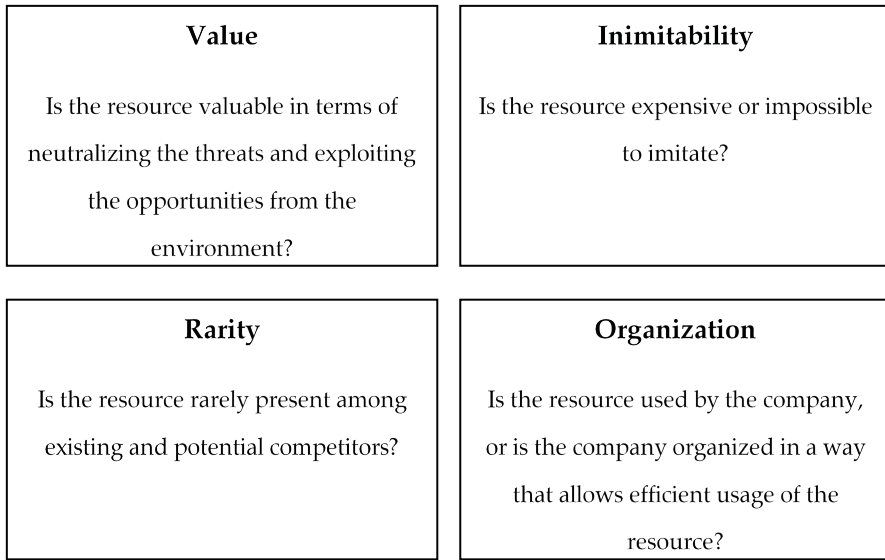 Value
Is the resource valuable in terms of
neutralizing the threats and exploiting
the opportunities from the
environment?
Inimitability
Is the resource expensive or impossible
to imitate?
Rarity
Is the resource rarely present among
existing and potential competitors?
Organization
Is the resource used by the company,
or is the company organized in a way
that allows efficient usage of the
resource?